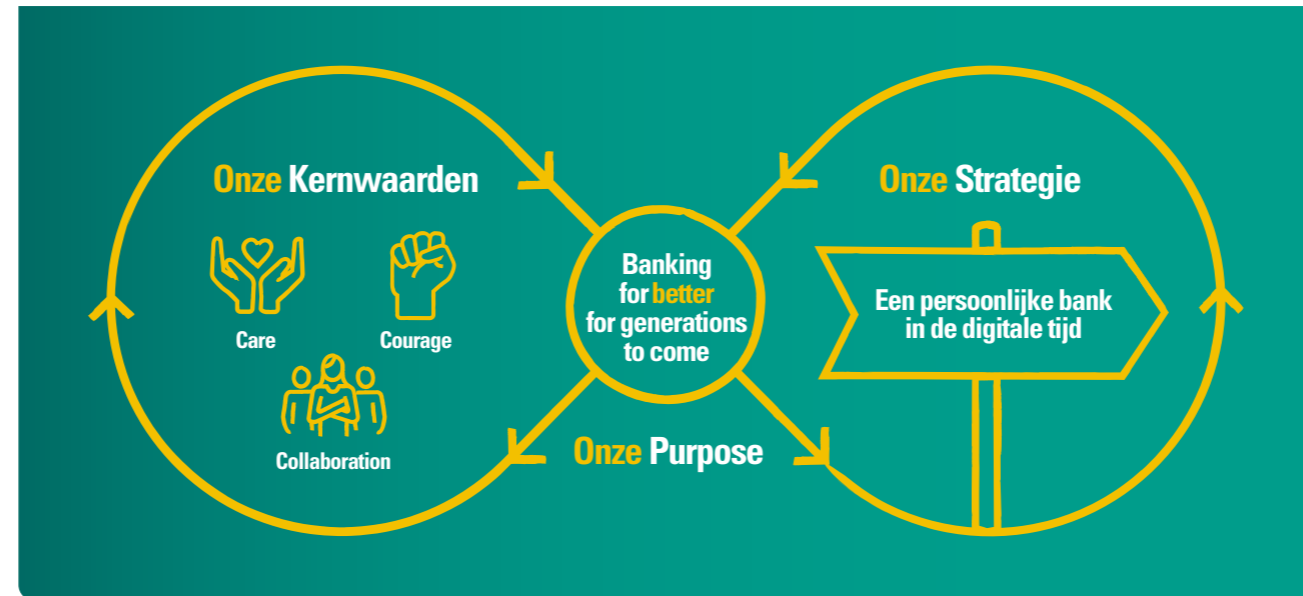 Onze Kernwaarden
Care
Courage
Collaboration
Banking
for better
for generations
to come
Onze Purpose
Onze Strategie
Een persoonlijke bank
in de digitale tijd